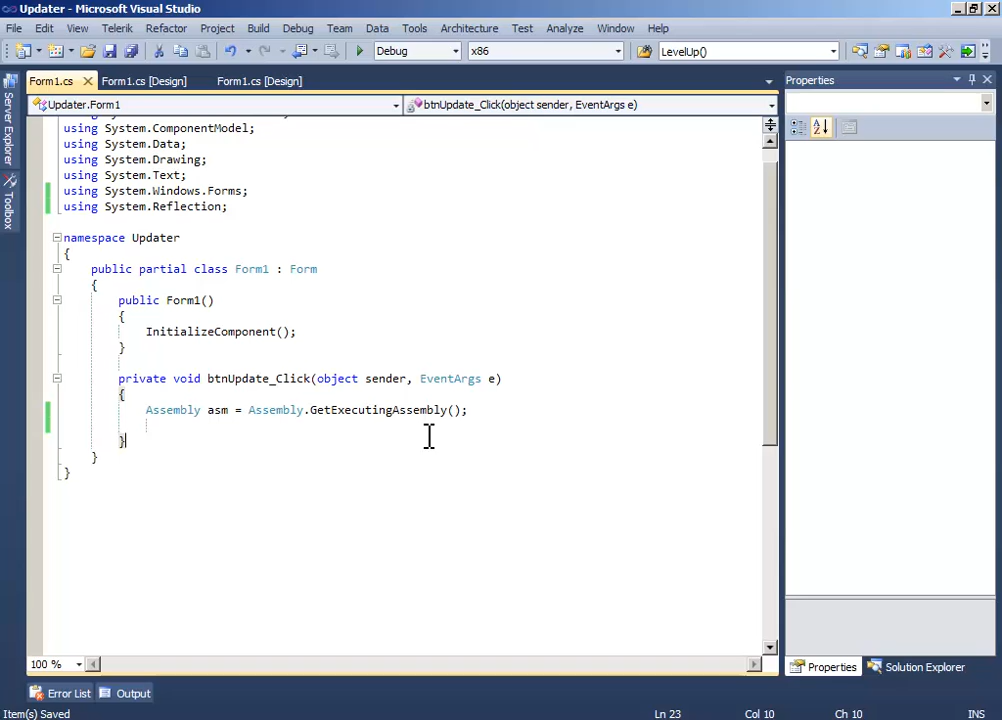 Updater - Microsoft Visual Studio
File Edit View Telerik Refactor Project Build Debug Team Data Tools Architecture Test Analyze Window Help
Debug x86 LevelUp()
Form1.cs Form1.cs [Design] Form1.cs [Design]
Properties
Updater.Form1 btnUpdate_Click(object sender, EventArgs e)
Server Explorer
Toolbox
using System.ComponentModel;
using System.Data;
using System.Drawing;
using System.Text;
using System.Windows.Forms;
using System.Reflection;
namespace Updater
{
public partial class Form1 : Form
{
public Form1()
{
InitializeComponent();
}
private void btnUpdate_Click(object sender, EventArgs e)
{
Assembly asm = Assembly.GetExecutingAssembly();
}
}
}
100 %
Properties Solution Explorer
Error List Output
Item(s) Saved Ln 23 Col 10 Ch 10 INS